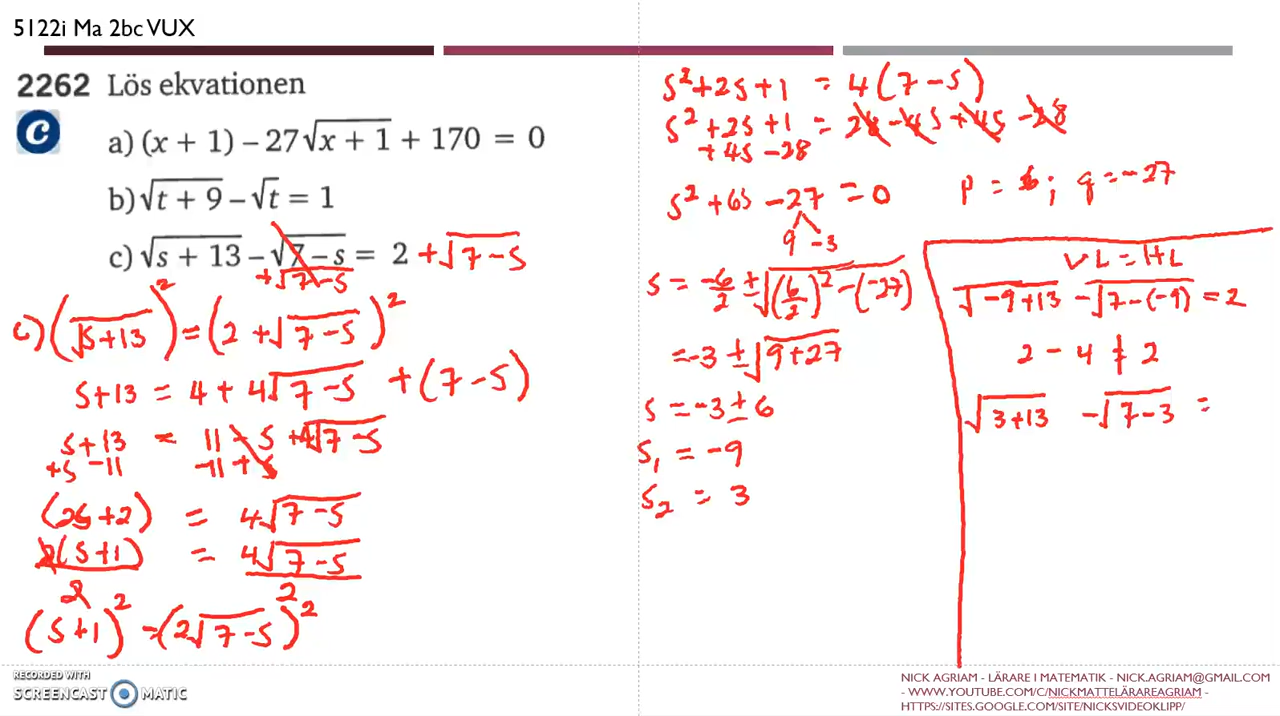 5122i Ma 2bc VUX
2262 Lös ekvationen
C
a) (x + 1) − 27√(x + 1) + 170 = 0
b) √(t + 9) − √t = 1
c) √(s + 13) − √(7 − s) = 2 + √(7 − s)
+ √(7 − s)
c) (√(s + 13))² = (2 + √(7 − s))²
s + 13 = 4 + 4√(7 − s) + (7 − s)
s + 13 = 11 − s + 4√(7 − s)
+s −11 −11 + s
(2s + 2) = 4√(7 − s)
2(s + 1) = 4√(7 − s)
2 2
(s + 1)² = (2√(7 − s))²
s² + 2s + 1 = 4(7 − s)
s² + 2s + 1 = 28 − 4s + 4s − 28
+ 4s − 28
s² + 6s − 27 = 0
9 −3
p = 6; q = −27
s = −6/2 ± √((6/2)² − (−27))
= −3 ± √(9 + 27)
s = −3 ± 6
s₁ = −9
s₂ = 3
VL = HL
√(−9 + 13) − √(7 − (−9)) = 2
2 − 4 ≠ 2
√(3 + 13) − √(7 − 3) =
RECORDED WITH
SCREENCAST MATIC
NICK AGRIAM - LÄRARE I MATEMATIK - NICK.AGRIAM@GMAIL.COM
- WWW.YOUTUBE.COM/C/NICKMATTELÄRAREAGRIAM -
HTTPS://SITES.GOOGLE.COM/SITE/NICKSVIDEOKLIPP/